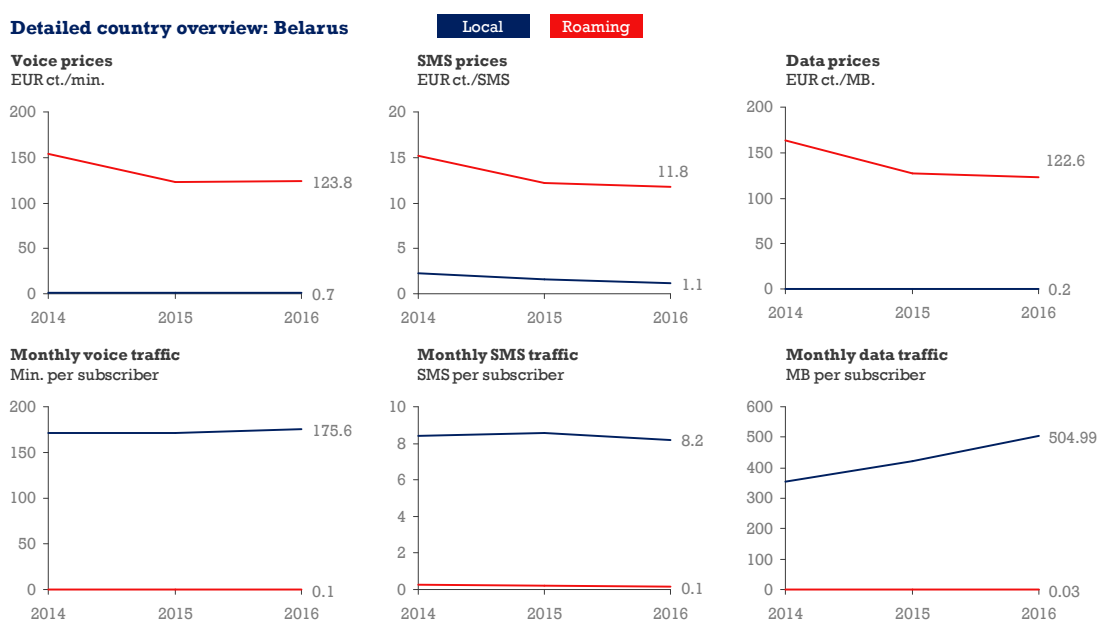 Detailed country overview: Belarus
Local
Roaming
Voice prices
EUR ct./min.
200
150
100
50
0
123.8
0.7
2014 2015 2016
SMS prices
EUR ct./SMS
20
15
10
5
0
11.8
1.1
2014 2015 2016
Data prices
EUR ct./MB.
200
150
100
50
0
122.6
0.2
2014 2015 2016
Monthly voice traffic
Min. per subscriber
200
150
100
50
0
175.6
0.1
2014 2015 2016
Monthly SMS traffic
SMS per subscriber
10
8
6
4
2
0
8.2
0.1
2014 2015 2016
Monthly data traffic
MB per subscriber
600
500
400
300
200
100
0
504.99
0.03
2014 2015 2016